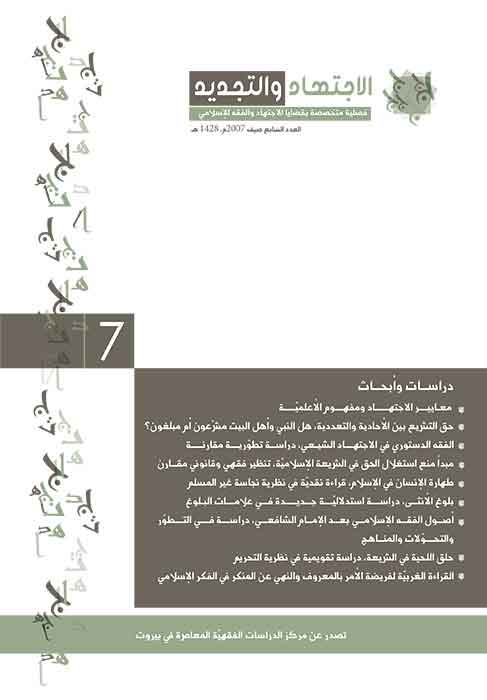 الاجتهاد والتجديد
فصلية متخصصة بقضايا الاجتهاد والفقه الإسلامي
العدد السابع صيف 2007م، 1428 هـ
7
دراسات وأبحاث
معايير الاجتهاد ومفهوم الأعلميّة
حق التشريع بين الأحادية والتعددية، هل النبي وأهل البيت مشرّعون أم مبلغون؟
الفقه الدستوري في الاجتهاد الشيعي، دراسة تطوّرية مقارنة
مبدأ منع استغلال الحق في الشريعة الإسلاميّة، تنظير فقهي وقانوني مقارن
طهارة الإنسان في الإسلام، قراءة نقديّة في نظرية نجاسة غير المسلم
بلوغ الأنثى، دراسة استدلاليّة جديدة في علامات البلوغ
أصول الفقه الإسلامي بعد الإمام الشافعي، دراسة في التطوّر
والتحوّلات والمناهج
حلق اللحية في الشريعة، دراسة تقويمية في نظرية التحريم
القراءة الغربيّة لفريضة الأمر بالمعروف والنهي عن المنكر في الفكر الإسلامي
تصدر عن مركز الدراسات الفقهيّة المعاصرة في بيروت